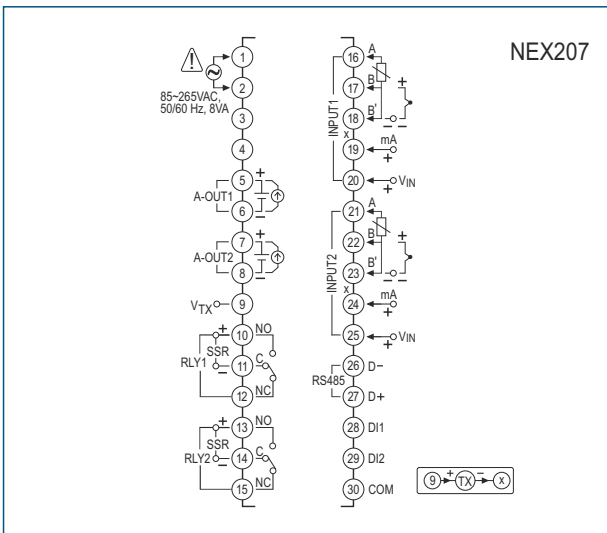 NEX207
1
2
85~265VAC,
50/60 Hz, 8VA
3
4
5 +
A-OUT1
6 −
7 +
A-OUT2
8 −
VTX 9
10 NO
+
SSR
RLY1 11 C
−
12 NC
13 NO
+
SSR
RLY2 14 C
−
15 NC
16 A
17 B +
INPUT1
18 B' − −
x
19 mA
+
20 VIN
+
21 A
22 B +
INPUT2
23 B' − −
x
24 mA
+
25 VIN
+
26 D−
RS485
27 D+
28 DI1
29 DI2
30 COM
9 + TX − x